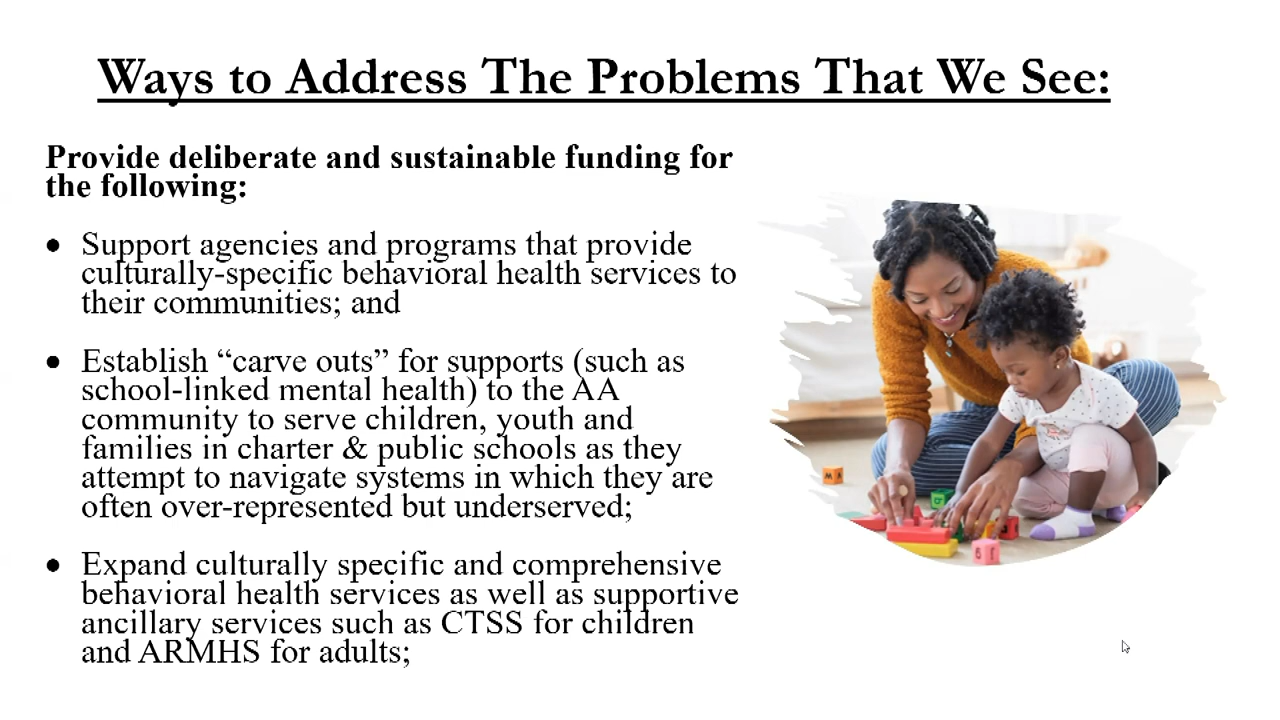 Ways to Address The Problems That We See:
Provide deliberate and sustainable funding for
the following:
• Support agencies and programs that provide
culturally-specific behavioral health services to
their communities; and
• Establish “carve outs” for supports (such as
school-linked mental health) to the AA
community to serve children, youth and
families in charter & public schools as they
attempt to navigate systems in which they are
often over-represented but underserved;
• Expand culturally specific and comprehensive
behavioral health services as well as supportive
ancillary services such as CTSS for children
and ARMHS for adults;